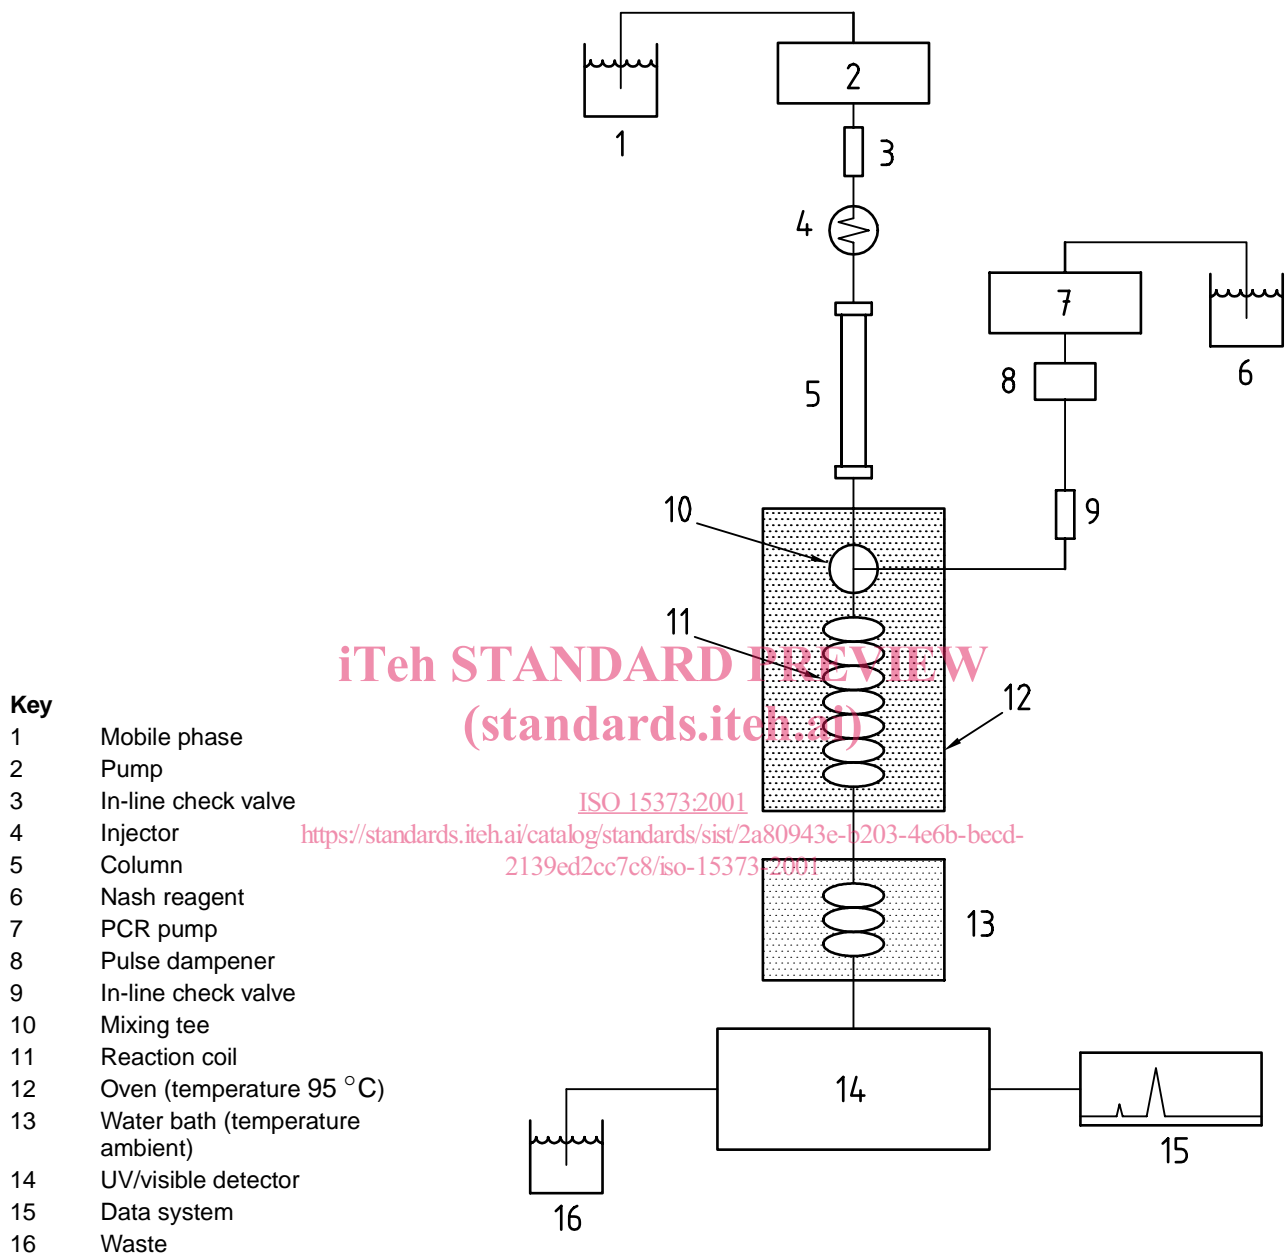 1
2
3
4
5
6
7
8
9
10
11
12
13
14
15
16
iTeh STANDARD PREVIEW
(standards.iteh.ai)
ISO 15373:2001
https://standards.iteh.ai/catalog/standards/sist/2a80943e-b203-4e6b-becd-
2139ed2cc7c8/iso-15373-2001
Key
1 Mobile phase
2 Pump
3 In-line check valve
4 Injector
5 Column
6 Nash reagent
7 PCR pump
8 Pulse dampener
9 In-line check valve
10 Mixing tee
11 Reaction coil
12 Oven (temperature 95 °C)
13 Water bath (temperature
ambient)
14 UV/visible detector
15 Data system
16 Waste